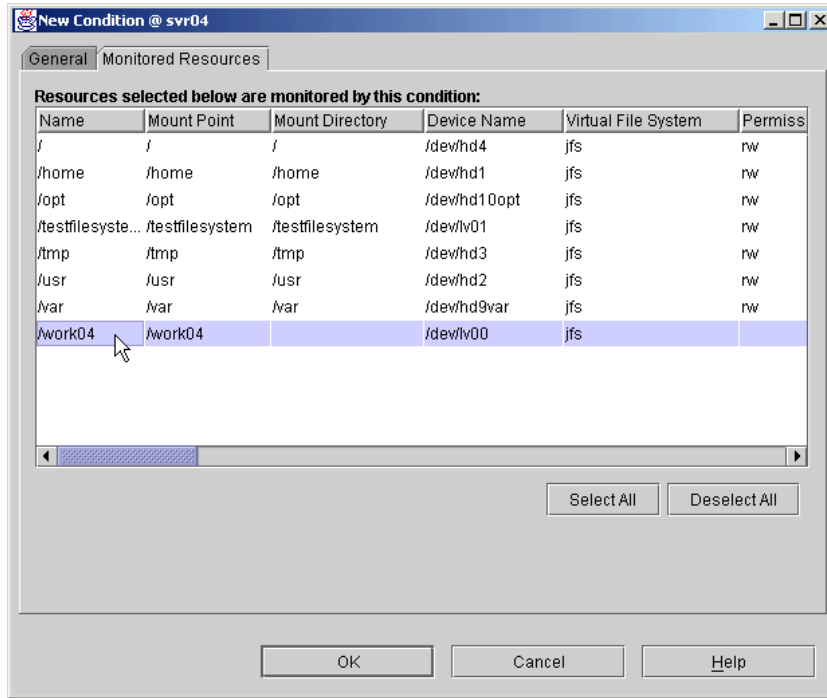 New Condition @ svr04
General Monitored Resources
Resources selected below are monitored by this condition:
Name Mount Point Mount Directory Device Name Virtual File System Permiss
/ / / /dev/hd4 jfs rw
/home /home /home /dev/hd1 jfs rw
/opt /opt /opt /dev/hd10opt jfs rw
/testfilesyste... /testfilesystem /testfilesystem /dev/lv01 jfs rw
/tmp /tmp /tmp /dev/hd3 jfs rw
/usr /usr /usr /dev/hd2 jfs rw
/var /var /var /dev/hd9var jfs rw
/work04 /work04 /dev/lv00 jfs
Select All Deselect All
OK Cancel Help